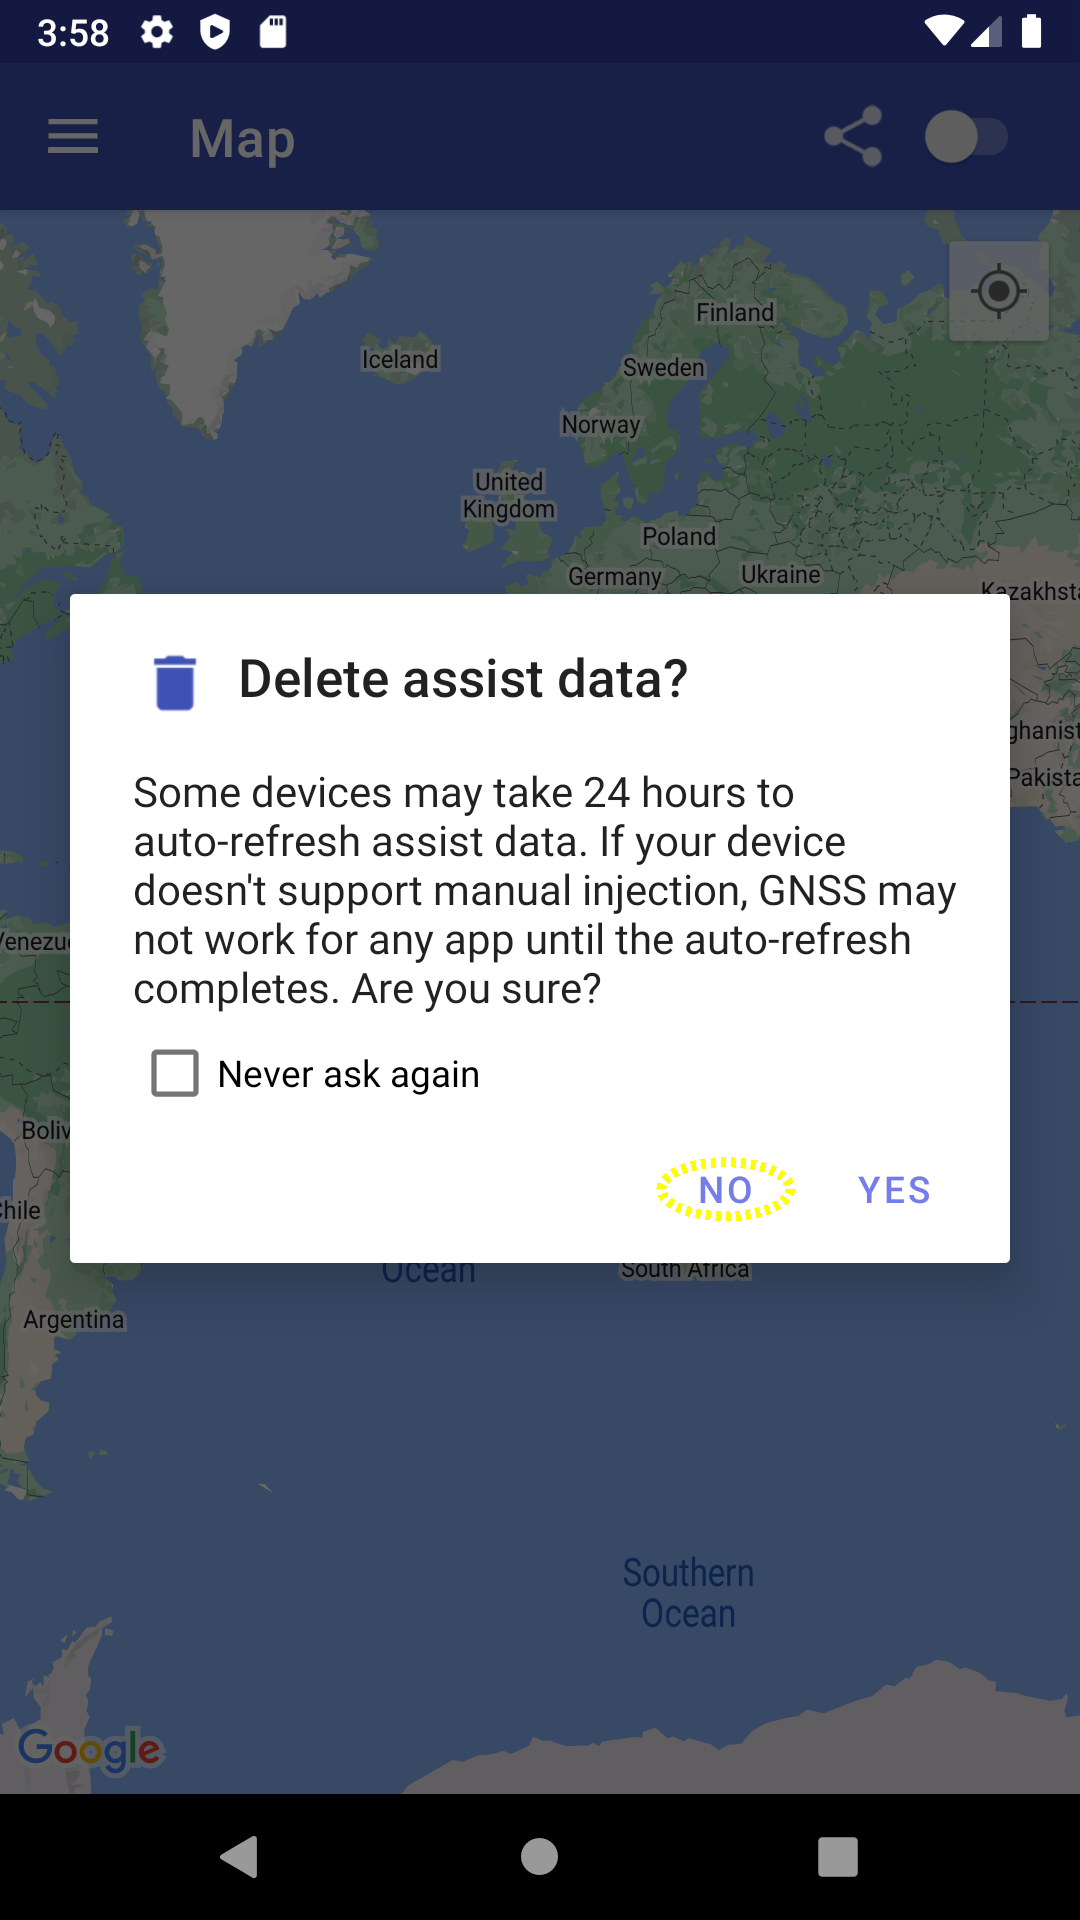 3:58
Map
Finland
Iceland
Sweden
Norway
United
Kingdom
Poland
Germany
Ukraine
Kazakhsta
Delete assist data?
ghanist
Pakista
Some devices may take 24 hours to
auto-refresh assist data. If your device
doesn't support manual injection, GNSS may
not work for any app until the auto-refresh
completes. Are you sure?
Venezu
Never ask again
Boliv
NO
YES
Chile
Ocean
South Africa
Argentina
Southern
Ocean
Google